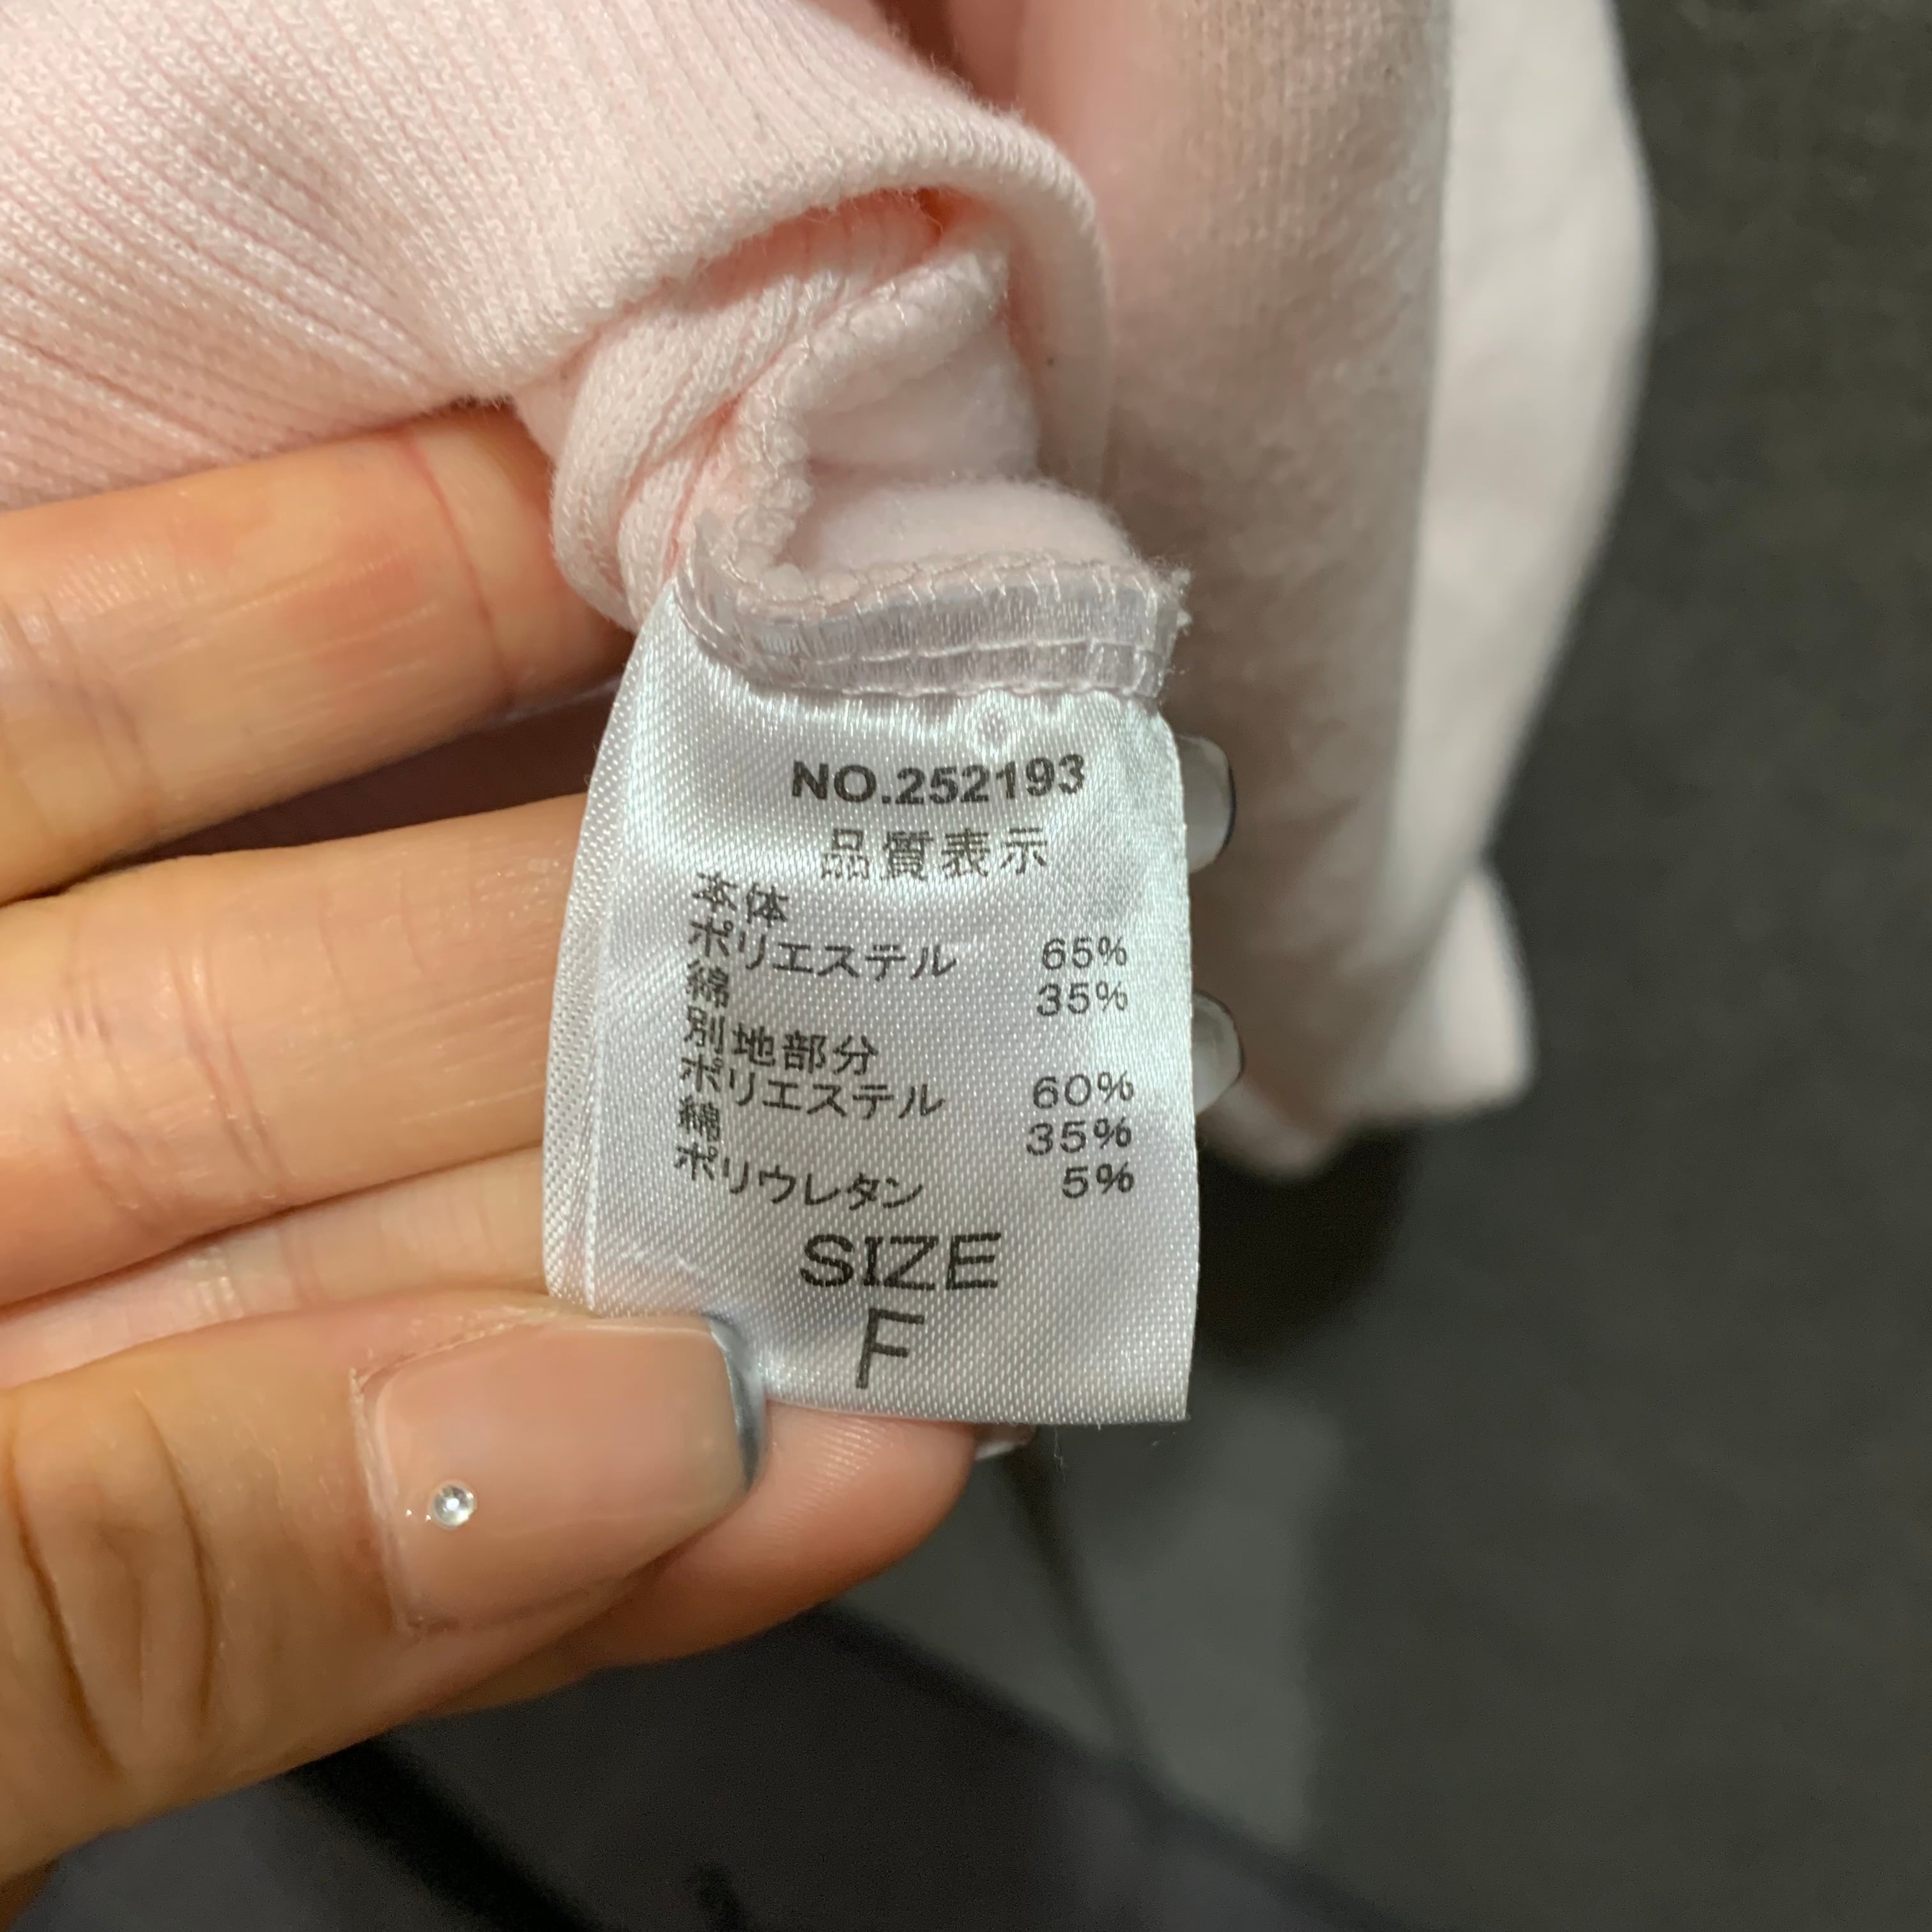 NO.252193
品質表示
本体
ポリエステル 65%
綿 35%
別地部分
ポリエステル 60%
綿 35%
ポリウレタン 5%
SIZE
F